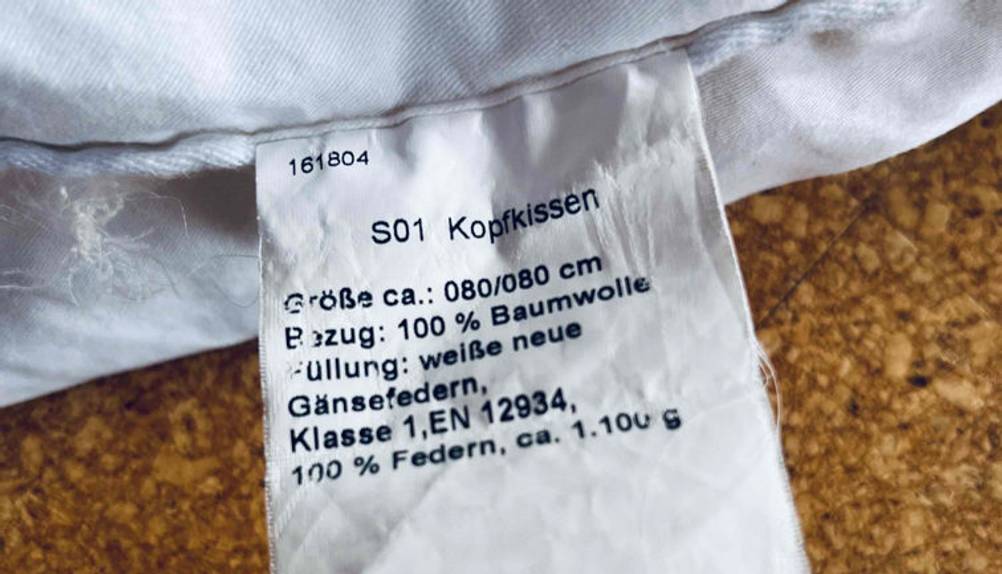 161804
S01 Kopfkissen
Größe ca.: 080/080 cm
Bezug: 100 % Baumwolle
Füllung: weiße neue
Gänsefedern,
Klasse 1,EN 12934,
100 % Federn, ca. 1.100 g